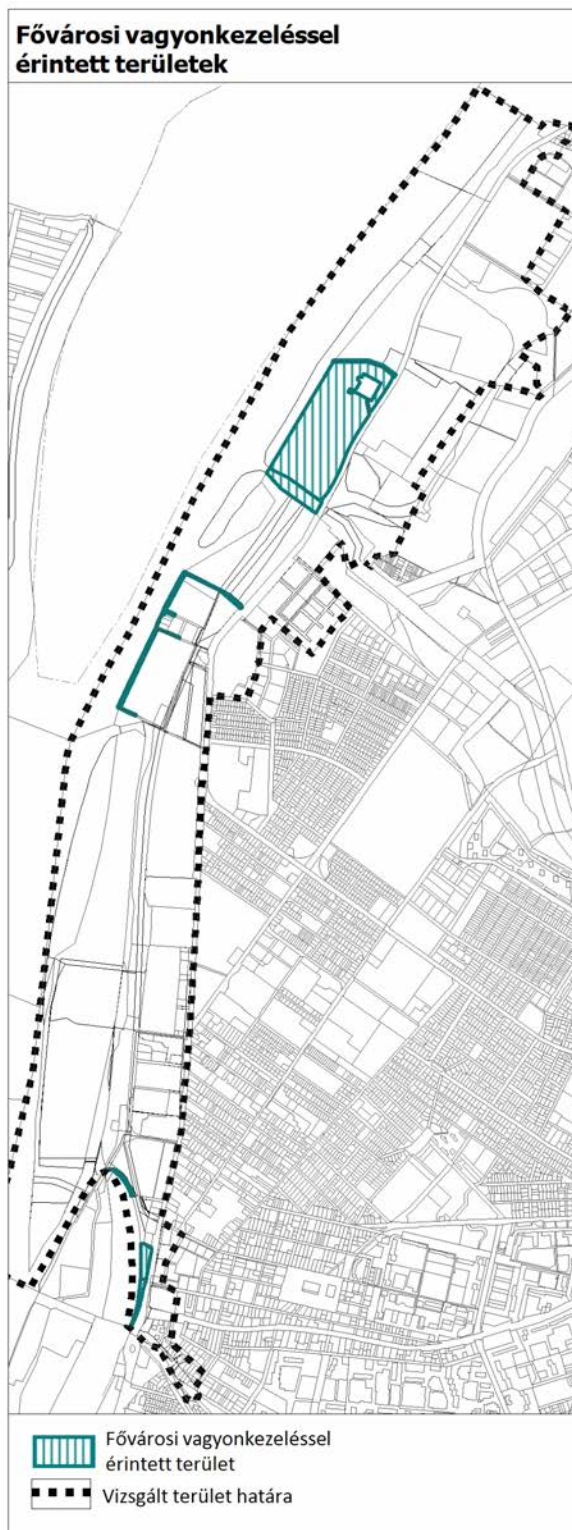 Fővárosi vagyonkezeléssel
érintett területek
Fővárosi vagyonkezeléssel
érintett terület
Vizsgált terület határa